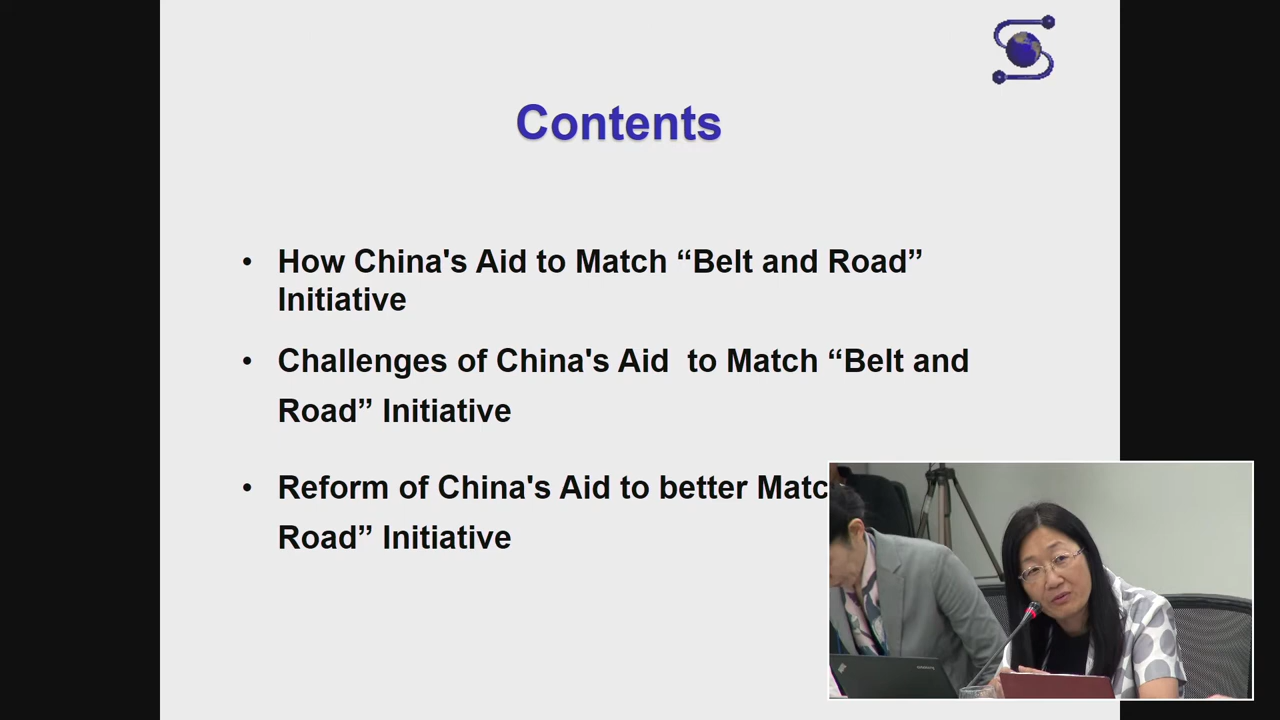 Contents
• How China's Aid to Match “Belt and Road”
Initiative
• Challenges of China's Aid to Match “Belt and
Road” Initiative
• Reform of China's Aid to better Matc
Road” Initiative